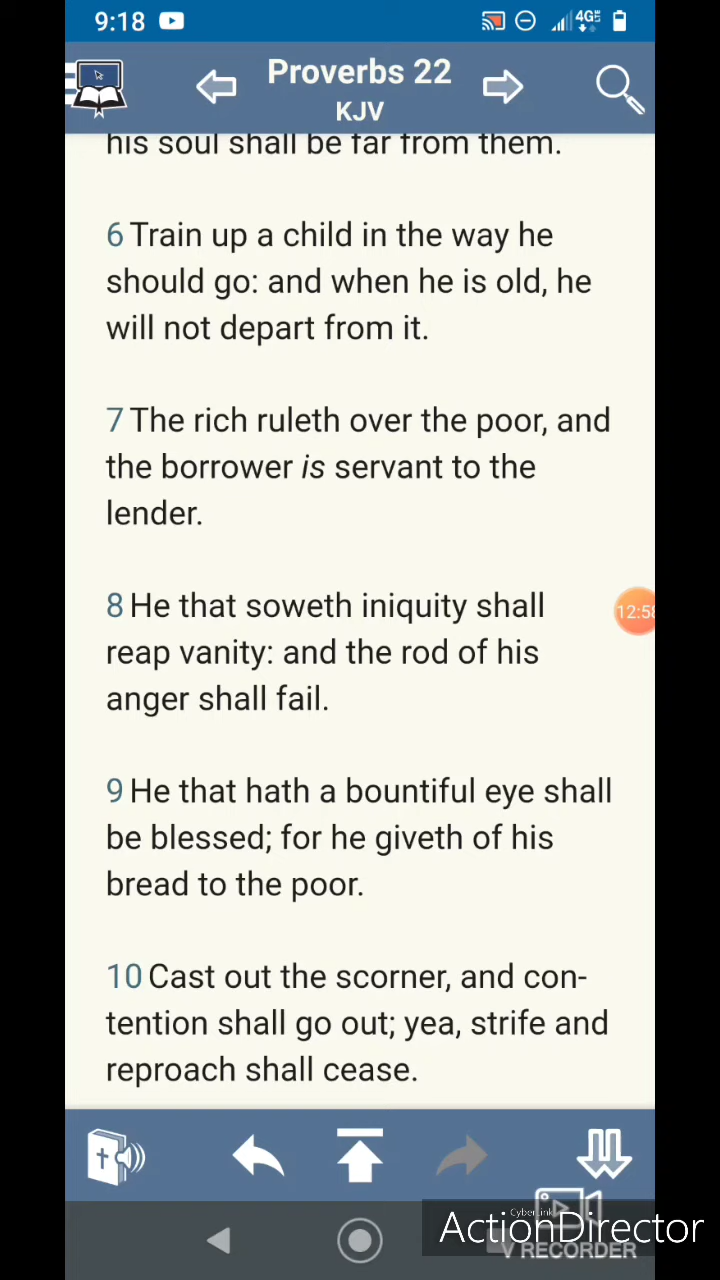 9:18
4GE
Proverbs 22
KJV
his soul shall be far from them.
6 Train up a child in the way he
should go: and when he is old, he
will not depart from it.
7 The rich ruleth over the poor, and
the borrower is servant to the
lender.
8 He that soweth iniquity shall
reap vanity: and the rod of his
anger shall fail.
12:58
9 He that hath a bountiful eye shall
be blessed; for he giveth of his
bread to the poor.
10 Cast out the scorner, and con-
tention shall go out; yea, strife and
reproach shall cease.
CyberLink
ActionDirector
V RECORDER